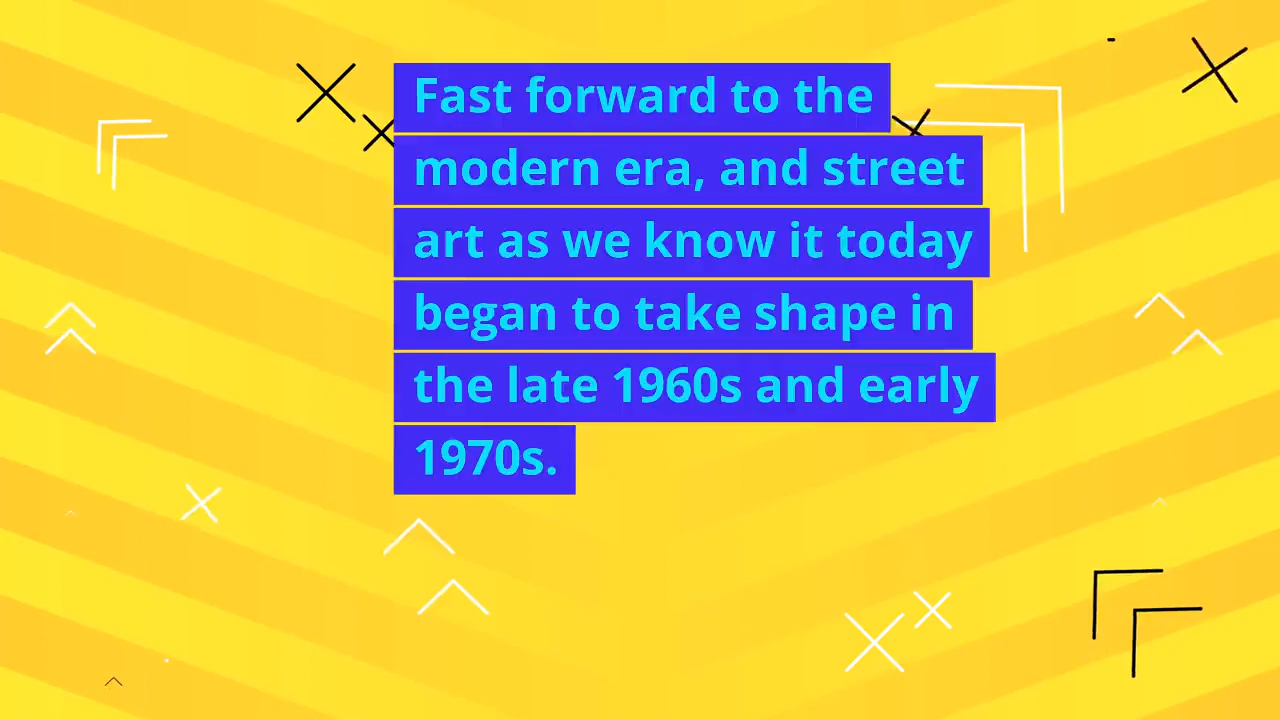 Fast forward to the
modern era, and street
art as we know it today
began to take shape in
the late 1960s and early
1970s.